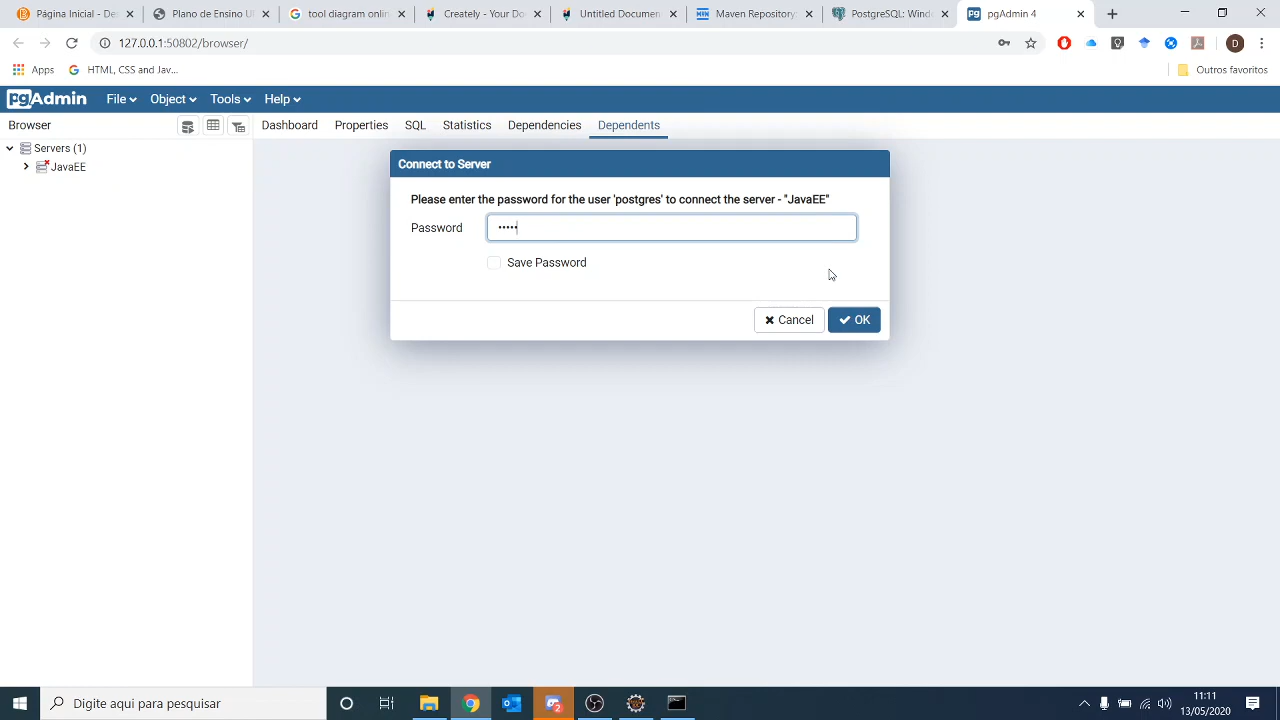 Página Inicial - De
Plano de Ensino U
tool diagram onlin
Creately - Your Do
Untitled Documen
Maven Repository
PostgreSQL: Wind
pgAdmin 4
127.0.0.1:50802/browser/
D
Apps
HTML, CSS and Jav...
Outros favoritos
pgAdmin
File
Object
Tools
Help
Browser
Dashboard
Properties
SQL
Statistics
Dependencies
Dependents
Servers (1)
JavaEE
Connect to Server
Please enter the password for the user 'postgres' to connect the server - "JavaEE"
Password
•••••
Save Password
Cancel
OK
Digite aqui para pesquisar
11:11
13/05/2020